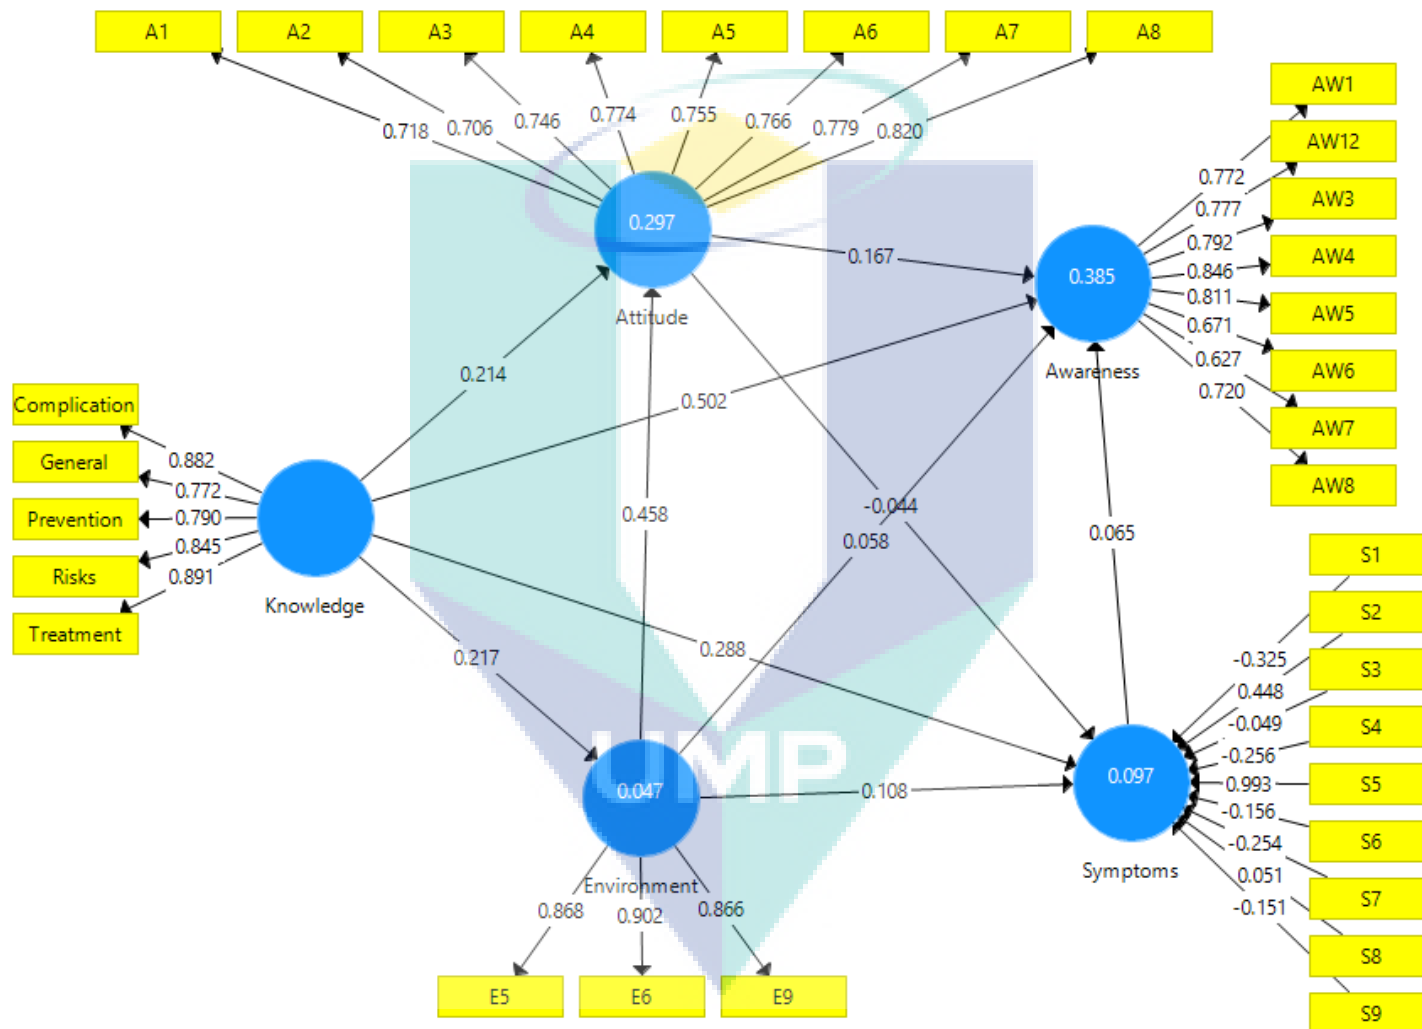 A1
A2
A3
A4
A5
A6
A7
A8
0.718
0.706
0.746
0.774
0.755
0.766
0.779
0.820
AW1
AW12
AW3
AW4
AW5
AW6
AW7
AW8
0.772
0.777
0.792
0.846
0.811
0.671
0.627
0.720
0.297
Attitude
0.385
Awareness
0.167
0.214
0.502
0.458
-0.044
0.058
0.065
Complication
General
Prevention
Risks
Treatment
0.882
0.772
0.790
0.845
0.891
Knowledge
0.217
0.288
0.108
UMP
0.047
Environment
0.868
0.902
0.866
E5
E6
E9
0.097
Symptoms
-0.325
0.448
-0.049
-0.256
0.993
-0.156
-0.254
0.051
-0.151
S1
S2
S3
S4
S5
S6
S7
S8
S9